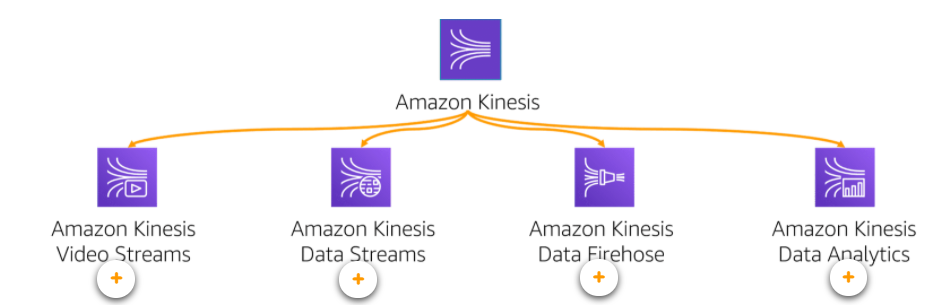 Amazon Kinesis
Amazon Kinesis
Video Streams
Amazon Kinesis
Data Streams
Amazon Kinesis
Data Firehose
Amazon Kinesis
Data Analytics